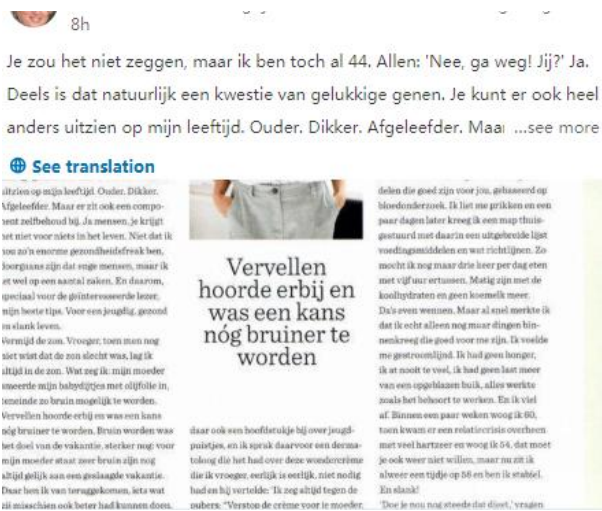 8h
Je zou het niet zeggen, maar ik ben toch al 44. Allen: 'Nee, ga weg! Jij?' Ja.
Deels is dat natuurlijk een kwestie van gelukkige genen. Je kunt er ook heel
anders uitzien op mijn leeftijd. Ouder. Dikker. Afgeleefder. Maar ...see more
See translation
uitzien op mijn leeftijd. Ouder. Dikker.
Afgeleefder. Maar er zit ook een compo-
nent zelfbehoud bij. Ja mensen, je krijgt
het niet voor niets in het leven. Niet dat ik
nou zo'n enorme gezondheidsfreak ben,
doorgaans zijn dat enge mensen, maar ik
let wel op een aantal zaken. En daarom,
speciaal voor de geïnteresseerde lezer,
mijn beste tips. Voor een jeugdig, gezond
en slank leven.
Vermijd de zon. Vroeger, toen men nog
niet wist dat de zon slecht was, lag ik
altijd in de zon. Wat zeg ik: mijn moeder
smeerde mijn babydijtjes met olijfolie in,
teneinde zo bruin mogelijk te worden.
Vervellen hoorde erbij en was een kans
nóg bruiner te worden. Bruin worden was
het doel van de vakantie, sterker nog: voor
mijn moeder staat zeer bruin zijn nog
altijd gelijk aan een geslaagde vakantie.
Daar ben ik van teruggekomen, iets wat
zij misschien ook beter had kunnen doen.
Vervellen
hoorde erbij en
was een kans
nóg bruiner te
worden
daar ook een hoofdstukje bij over jeugd-
puistjes, en ik sprak daarvoor een derma-
toloog die het had over deze wondercrème
die ik vroeger, eerlijk is eerlijk, niet nodig
had en hij vertelde: 'Ik zeg altijd tegen de
pubers: "Verstop de crème voor je moeder.
delen die goed zijn voor jou, gebaseerd op
bloedonderzoek. Ik liet me prikken en een
paar dagen later kreeg ik een map thuis-
gestuurd met daarin een uitgebreide lijst
voedingsmiddelen en wat richtlijnen. Zo
mocht ik nog maar drie keer per dag eten
met vijf uur ertussen. Matig zijn met de
koolhydraten en geen koemelk meer.
Da's even wennen. Maar al snel merkte ik
dat ik echt alleen nog maar dingen bin-
nenkreeg die goed voor me zijn. Ik voelde
me gestroomlijnd. Ik had geen honger,
ik at nooit te veel, ik had geen last meer
van een opgeblazen buik, alles werkte
zoals het behoort te werken. En ik viel
af. Binnen een paar weken woog ik 60,
toen kwam er een relatiecrisis overheen
met veel hartzeer en woog ik 54, dat moet
je ook weer niet willen, maar nu zit ik
alweer een tijdje op 56 en ben ik stabiel.
En slank!
'Doe je nou nog steeds dat dieet,' vragen